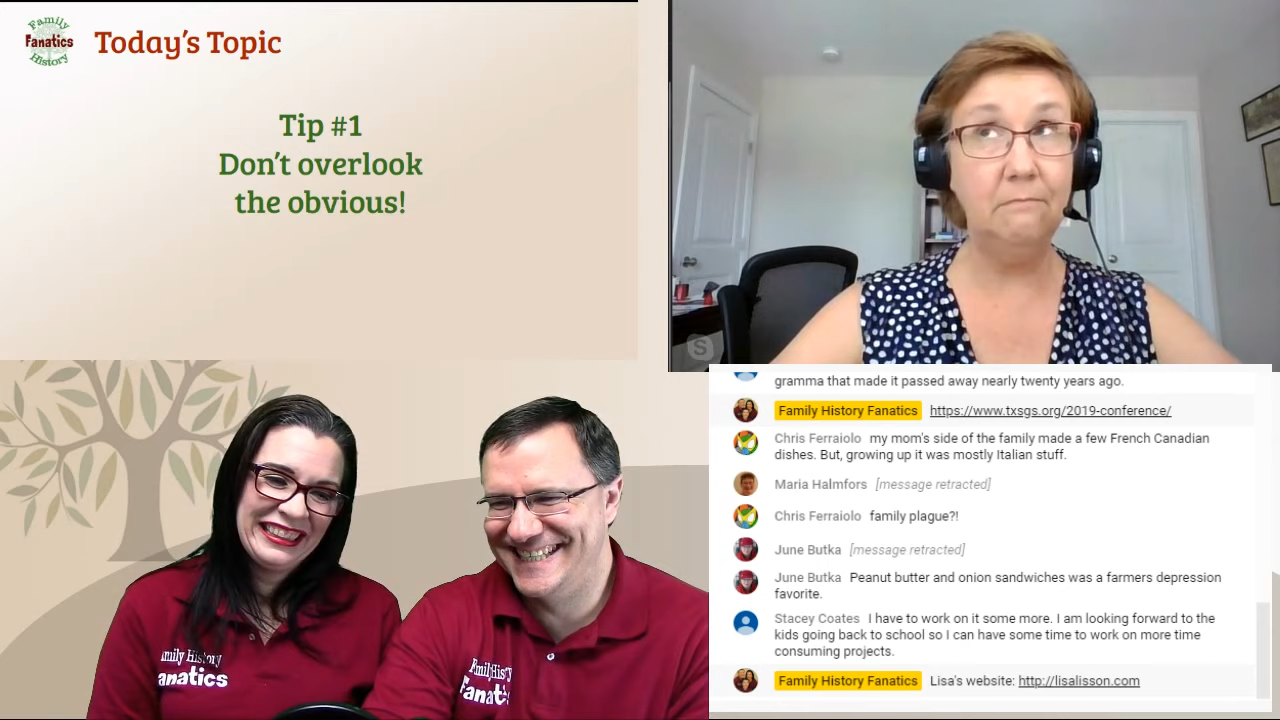 Family
Fanatics
History
Today's Topic
Tip #1
Don't overlook
the obvious!
S
gramma that made it passed away nearly twenty years ago.
Family History Fanatics https://www.txsgs.org/2019-conference/
Chris Ferraiolo my mom's side of the family made a few French Canadian
dishes. But, growing up it was mostly Italian stuff.
Maria Halmfors [message retracted]
Chris Ferraiolo family plague?!
June Butka [message retracted]
June Butka Peanut butter and onion sandwiches was a farmers depression
favorite.
Stacey Coates I have to work on it some more. I am looking forward to the
kids going back to school so I can have some time to work on more time
consuming projects.
Family History Fanatics Lisa's website: http://lisalisson.com
amily History
anatics
Family History
Fanat